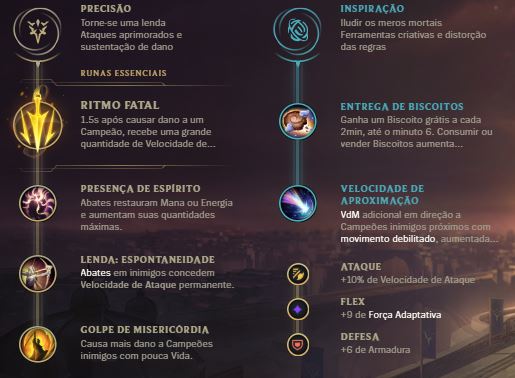 PRECISÃO
Torne-se uma lenda
Ataques aprimorados e
sustentação de dano
RUNAS ESSENCIAIS
RITMO FATAL
1.5s após causar dano a um
Campeão, recebe uma grande
quantidade de Velocidade de...
PRESENÇA DE ESPÍRITO
Abates restauram Mana ou Energia
e aumentam suas quantidades
máximas.
LENDA: ESPONTANEIDADE
Abates em inimigos concedem
Velocidade de Ataque permanente.
GOLPE DE MISERICÓRDIA
Causa mais dano a Campeões
inimigos com pouca Vida.
INSPIRAÇÃO
Iludir os meros mortais
Ferramentas criativas e distorção
das regras
ENTREGA DE BISCOITOS
Ganha um Biscoito grátis a cada
2min, até o minuto 6. Consumir ou
vender Biscoitos aumenta...
VELOCIDADE DE
APROXIMAÇÃO
VdM adicional em direção a
Campeões inimigos próximos com
movimento debilitado, aumentada...
ATAQUE
+10% de Velocidade de Ataque
FLEX
+9 de Força Adaptativa
DEFESA
+6 de Armadura